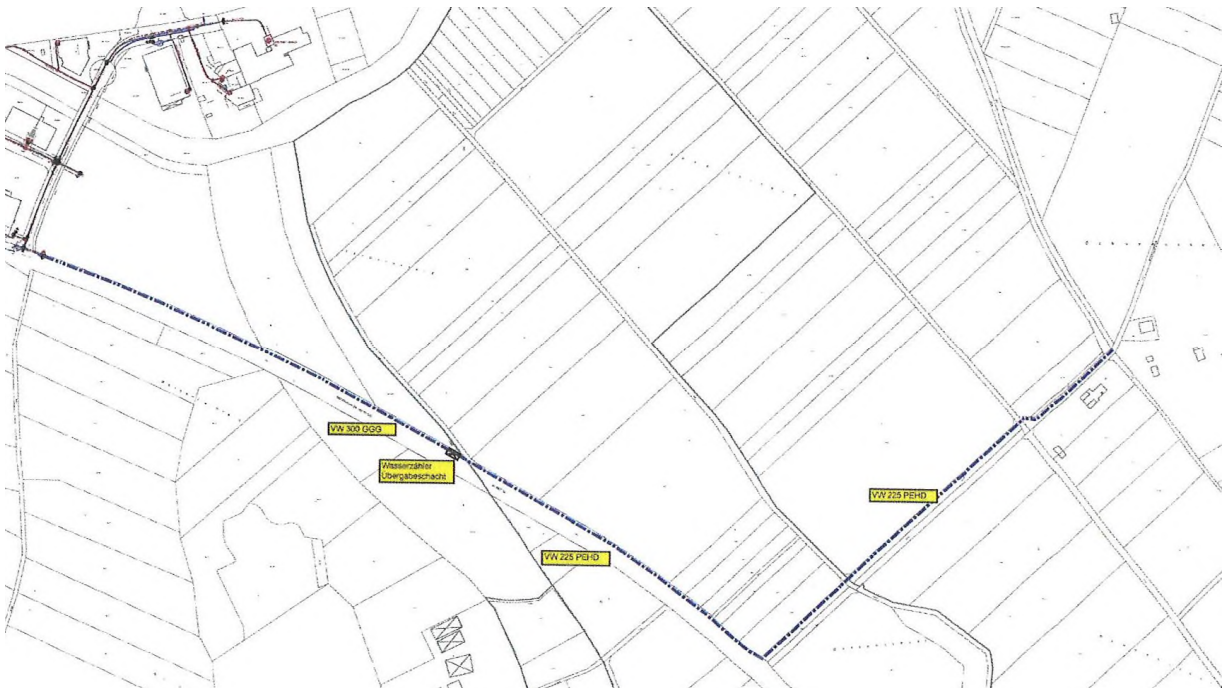 VW 300 GGG
Wasserzähler
Übergabeschacht
VW 225 PEHD
VW 225 PEHD